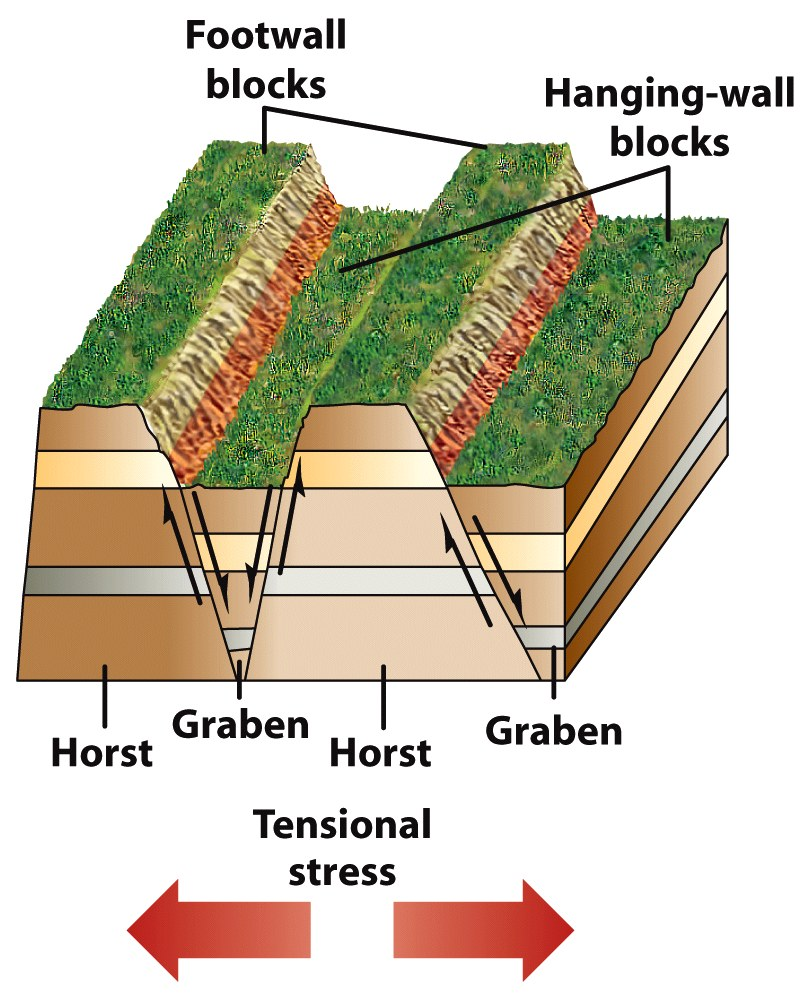 Footwall
blocks
Hanging-wall
blocks
Horst
Graben
Horst
Graben
Tensional
stress